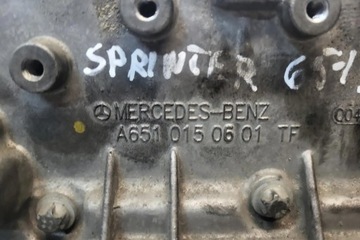 SPRINTER
MERCEDES-BENZ
A651 015 06 01 TF